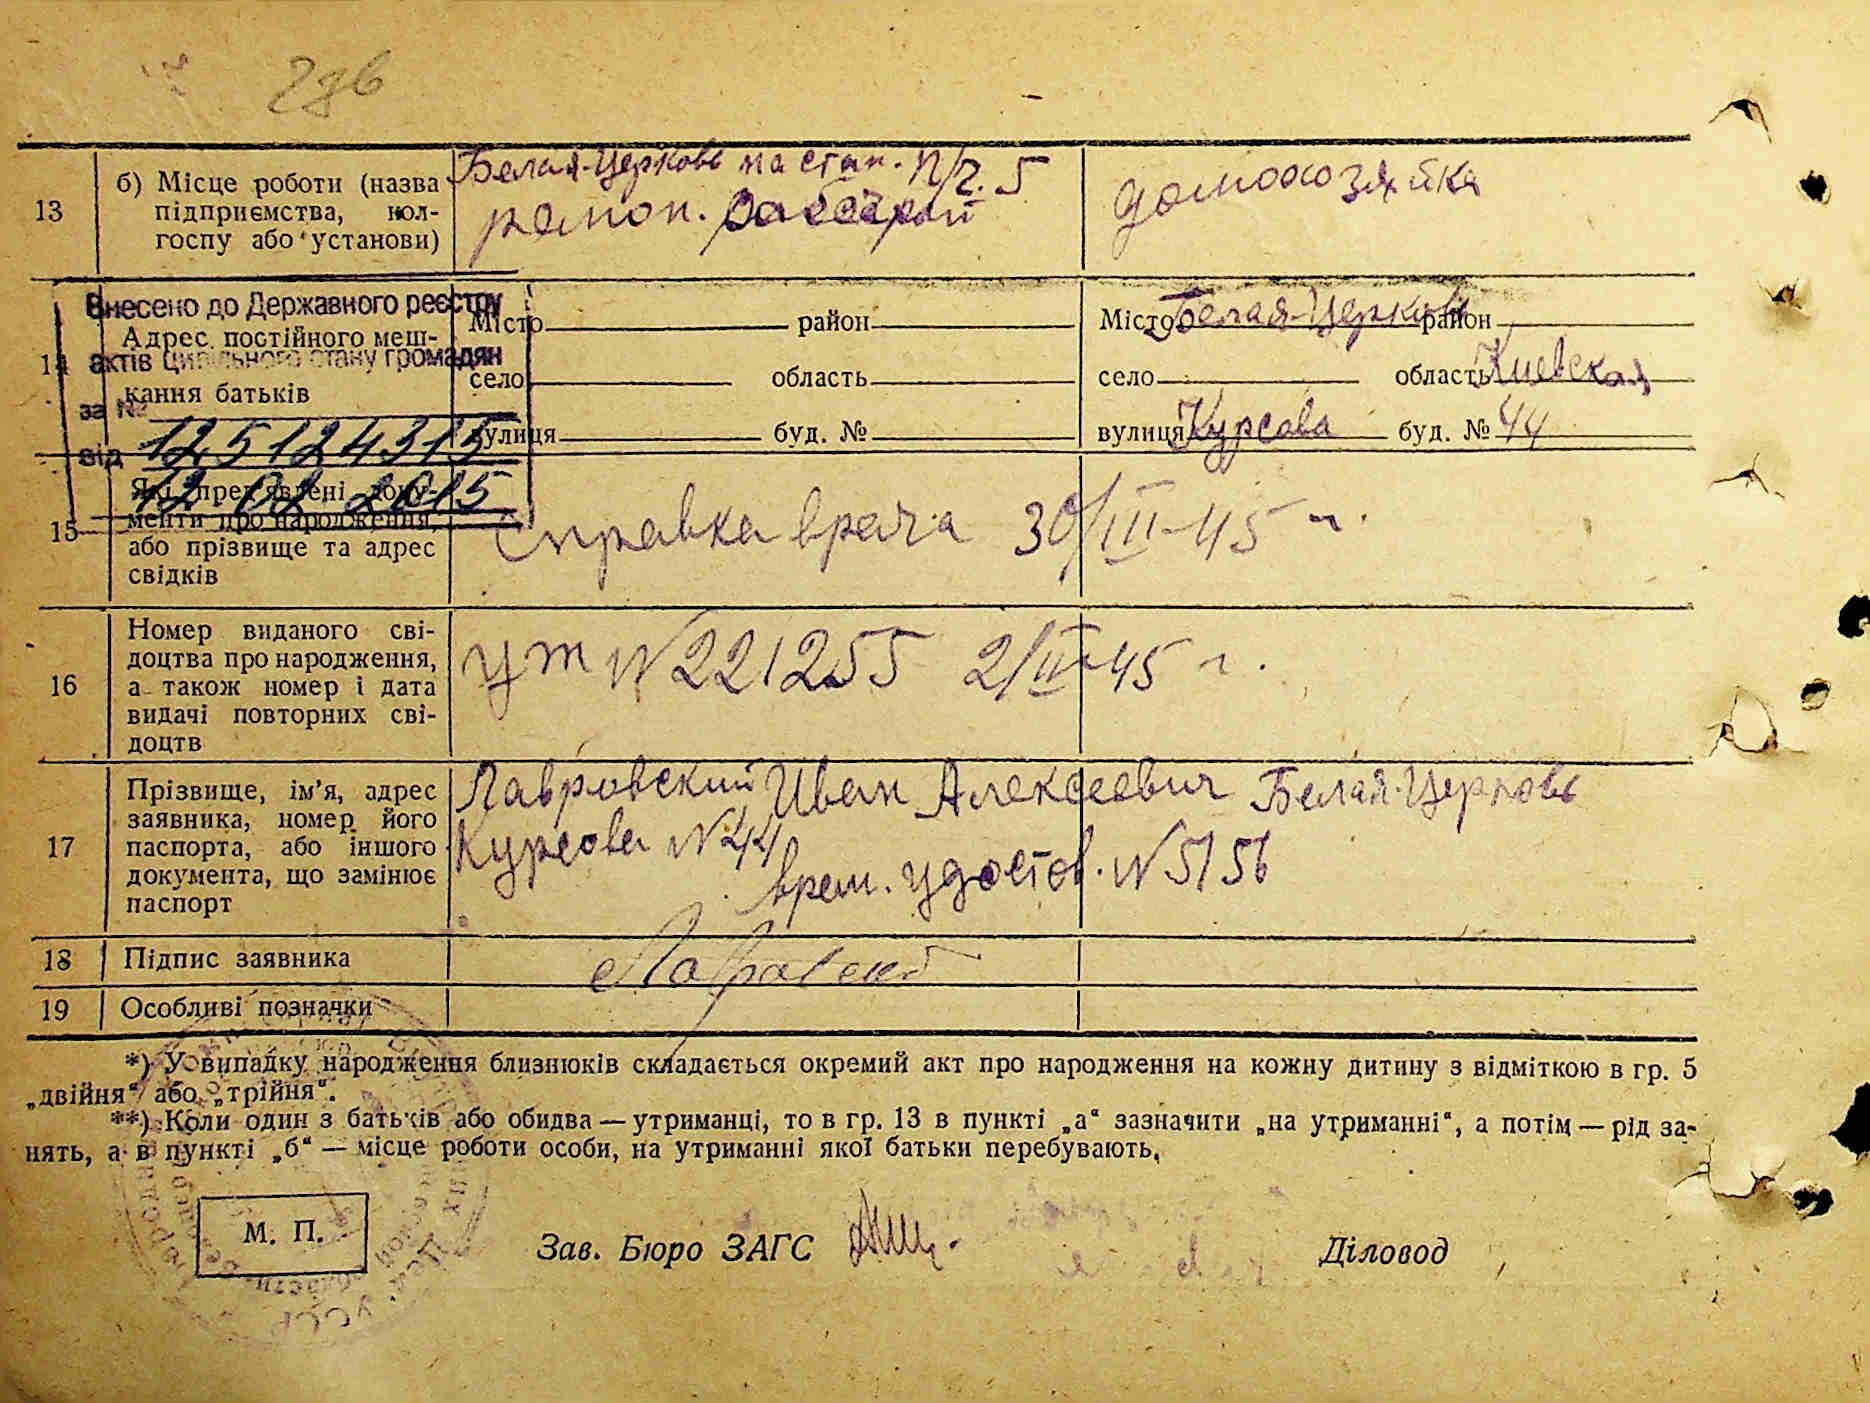 13
б) Місце роботи (назва
підприємства, кол-
госпу або установи)
Белая-Церковь на стан. П/Ч. 5
ремон. рабочий
домохозяйка
Внесено до Державного реєстру
актів цивільного стану громадян
за №
125124315
від
12 02 2015
14
Адрес постійного меш-
кання батьків
Місто район
село область
вулиця буд. №
Місто Белая-Церковь район
село область Киевская
вулиця Курсова буд. № 44
15
Які пред'явлені доку-
менти про народження,
або прізвище та адрес
свідків
Справка врача 30/III-45 г.
16
Номер виданого сві-
доцтва про народження,
а також номер і дата
видачі повторних сві-
доцтв
УТ N 221255 2/II-45 г.
17
Прізвище, ім'я, адрес
заявника, номер його
паспорта, або іншого
документа, що замінює
паспорт
Лавровский Иван Алексеевич Белая-Церковь
Курсова N 44
врем. удостов. N 5156
18
Підпис заявника
19
Особливі позначки
*) У випадку народження близнюків складається окремий акт про народження на кожну дитину з відміткою в гр. 5
„двійня“ або „трійня“.
**) Коли один з батьків або обидва — утриманці, то в гр. 13 в пункті „а“ зазначити „на утриманні“, а потім — рід за-
нять, а в пункті „б“ — місце роботи особи, на утриманні якої батьки перебувають.
М. П.
Зав. Бюро ЗАГС
Діловод